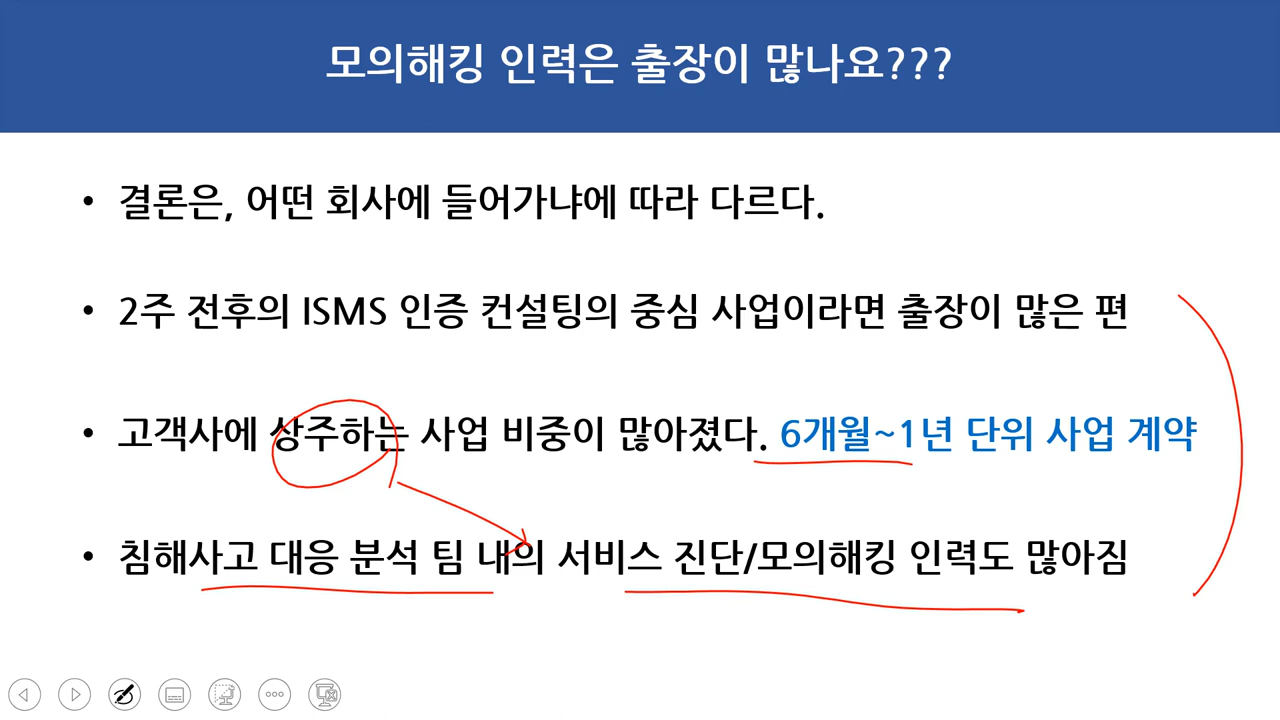 모의해킹 인력은 출장이 많나요???
• 결론은, 어떤 회사에 들어가냐에 따라 다르다.
• 2주 전후의 ISMS 인증 컨설팅의 중심 사업이라면 출장이 많은 편
• 고객사에 상주하는 사업 비중이 많아졌다. 6개월~1년 단위 사업 계약
• 침해사고 대응 분석 팀 내의 서비스 진단/모의해킹 인력도 많아짐